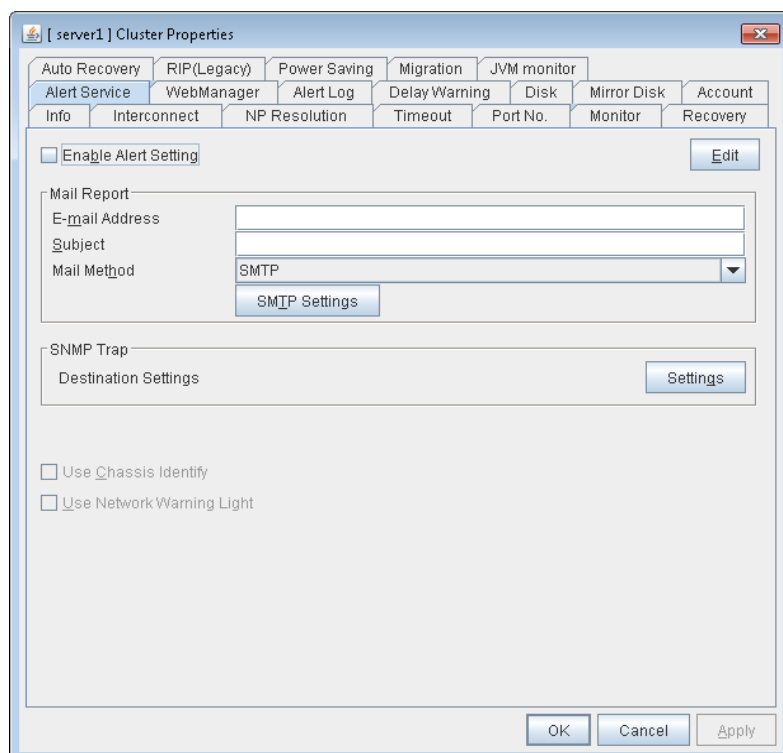 [ server1 ] Cluster Properties
Auto Recovery RIP(Legacy) Power Saving Migration JVM monitor
Alert Service WebManager Alert Log Delay Warning Disk Mirror Disk Account
Info Interconnect NP Resolution Timeout Port No. Monitor Recovery
Enable Alert Setting Edit
Mail Report
E-mail Address
Subject
Mail Method SMTP
SMTP Settings
SNMP Trap
Destination Settings Settings
Use Chassis Identify
Use Network Warning Light
OK Cancel Apply